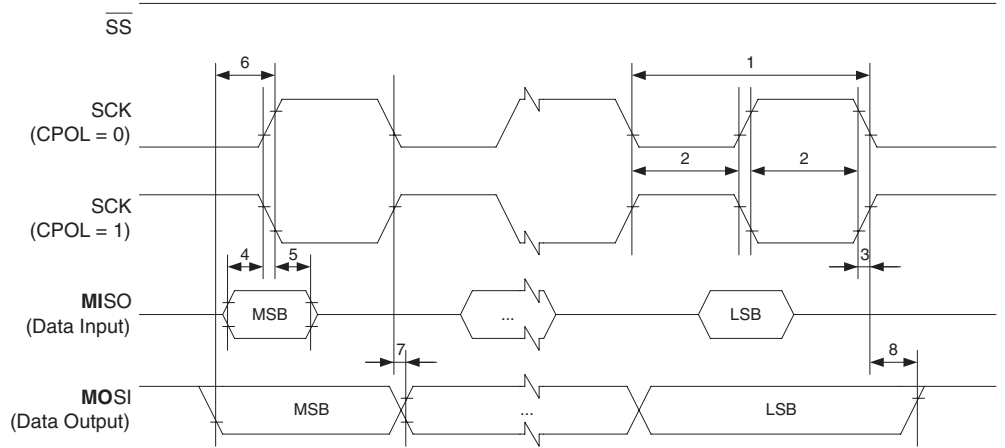 SS
6
1
SCK
(CPOL = 0)
2
2
SCK
(CPOL = 1)
4
5
3
MISO
(Data Input)
MSB
...
LSB
7
8
MOSI
(Data Output)
MSB
...
LSB